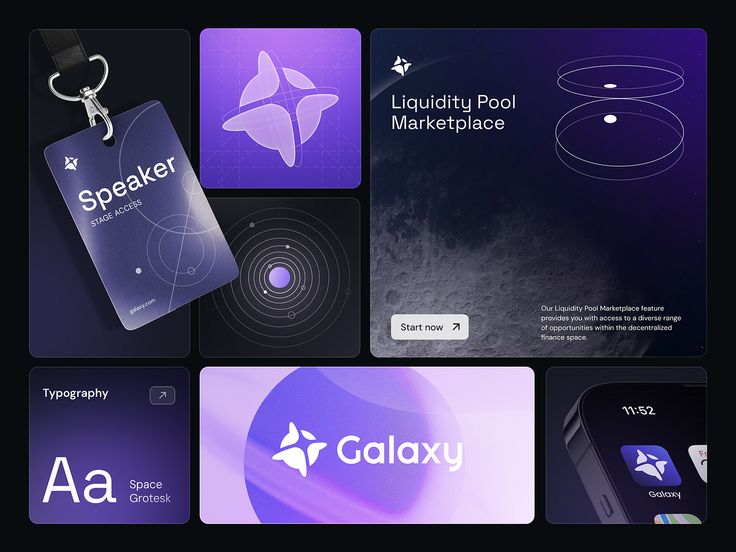 Speaker
STAGE ACCESS
galaxy.com
Liquidity Pool
Marketplace
Start now
Our Liquidity Pool Marketplace feature
provides you with access to a diverse range
of opportunities within the decentralized
finance space.
Typography
Aa
Space
Grotesk
Galaxy
11:52
Galaxy